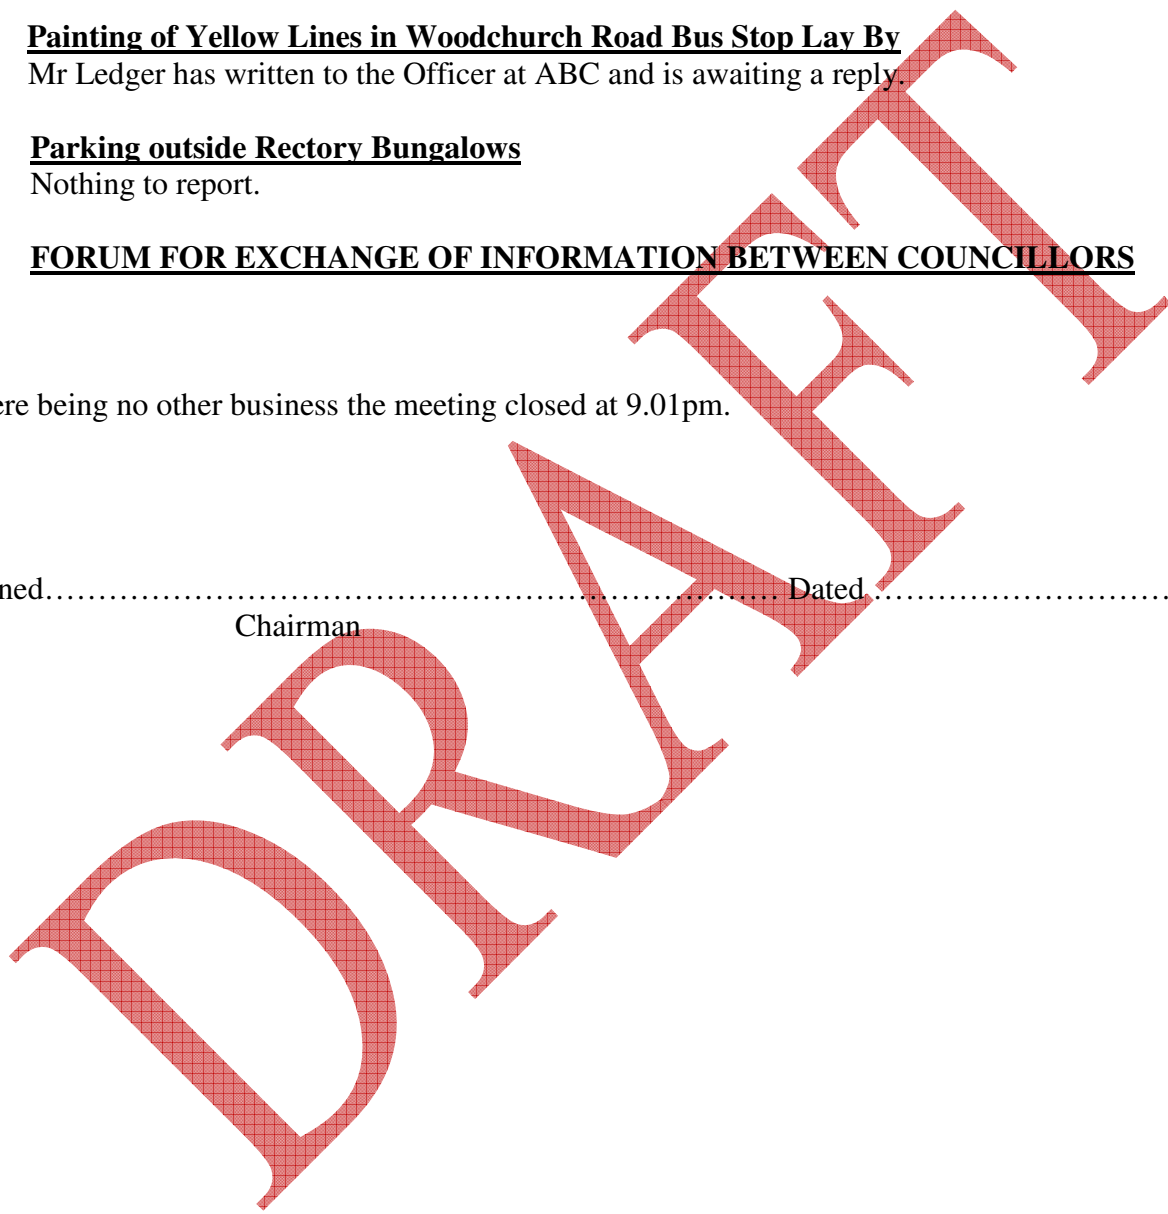 Painting of Yellow Lines in Woodchurch Road Bus Stop Lay By
Mr Ledger has written to the Officer at ABC and is awaiting a reply.
Parking outside Rectory Bungalows
Nothing to report.
FORUM FOR EXCHANGE OF INFORMATION BETWEEN COUNCILLORS
ere being no other business the meeting closed at 9.01pm.
ned…………………………………………………………… Dated …………………………
Chairman
DRAFT